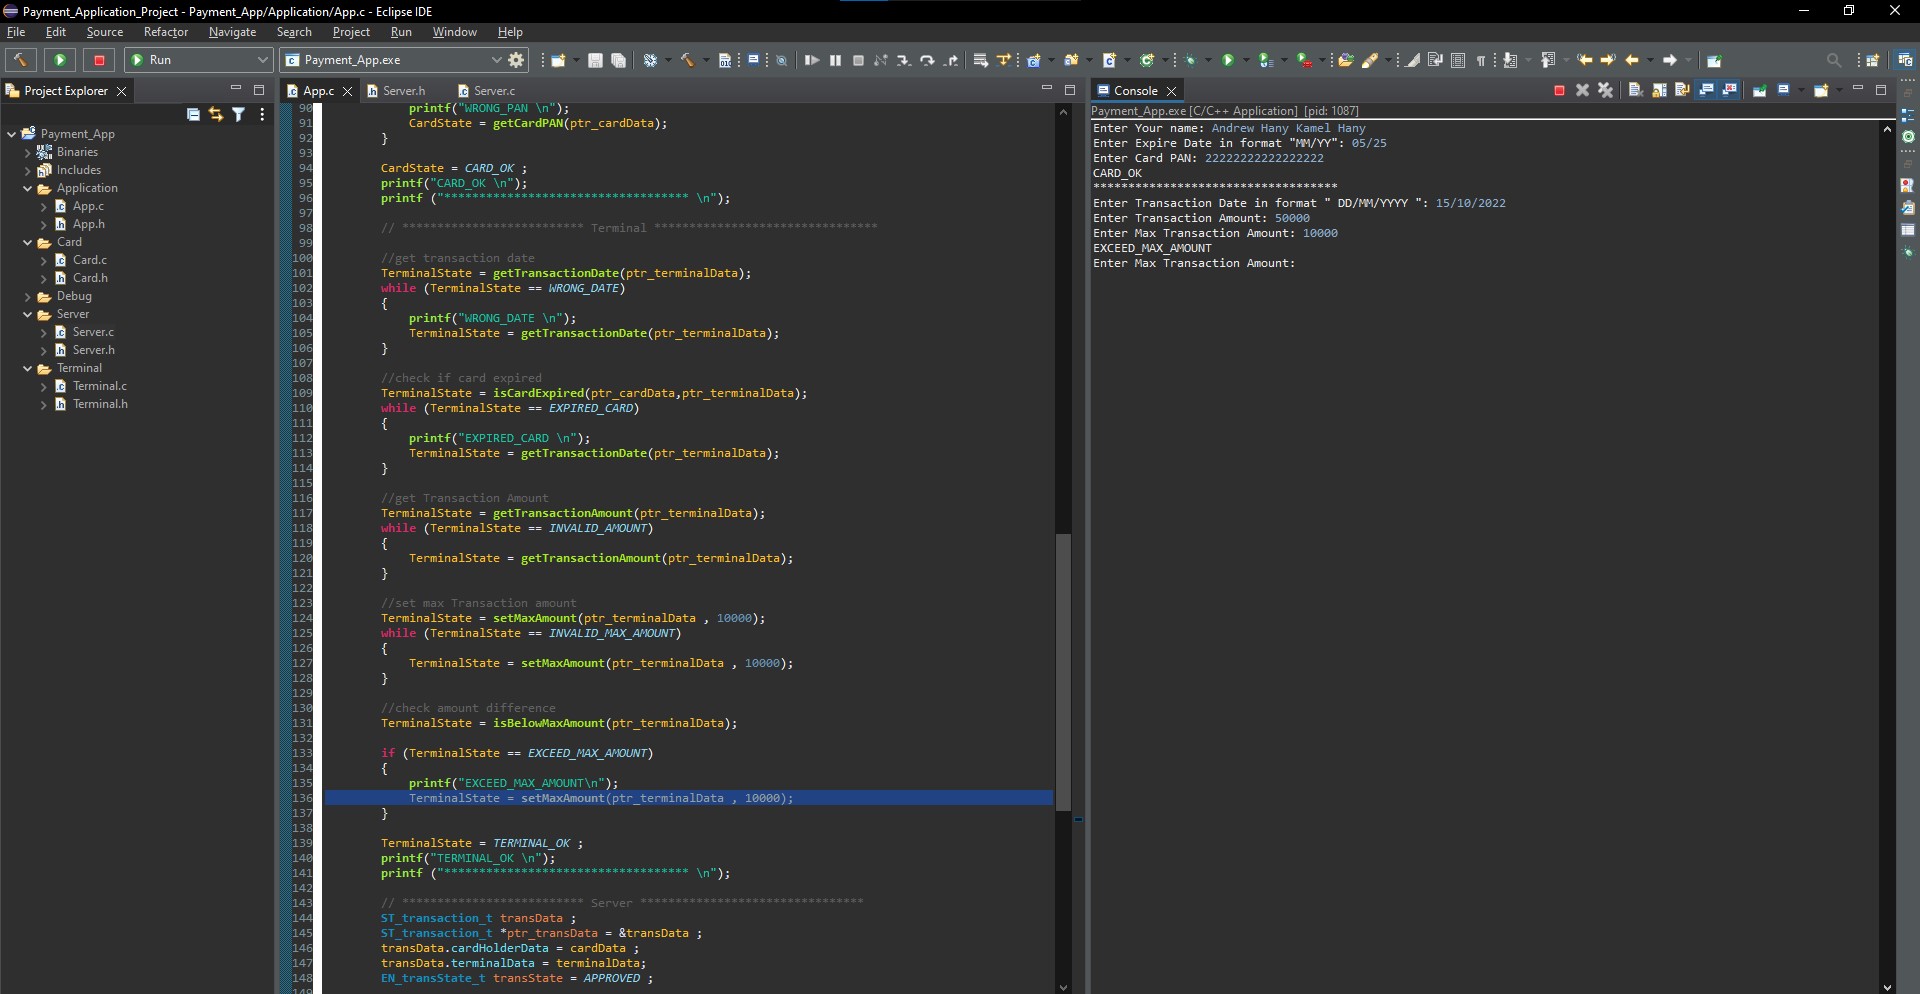 Payment_Application_Project - Payment_App/Application/App.c - Eclipse IDE
File Edit Source Refactor Navigate Search Project Run Window Help
Run
Payment_App.exe
Project Explorer
Payment_App
Binaries
Includes
Application
App.c
App.h
Card
Card.c
Card.h
Debug
Server
Server.c
Server.h
Terminal
Terminal.c
Terminal.h
App.c Server.h Server.c
90 printf("WRONG_PAN \n");
91 CardState = getCardPAN(ptr_cardData);
92 }
93
94 CardState = CARD_OK ;
95 printf("CARD_OK \n");
96 printf ("*********************************** \n");
97
98 // ************************** Terminal ********************************
99
100 //get transaction date
101 TerminalState = getTransactionDate(ptr_terminalData);
102 while (TerminalState == WRONG_DATE)
103 {
104 printf("WRONG_DATE \n");
105 TerminalState = getTransactionDate(ptr_terminalData);
106 }
107
108 //check if card expired
109 TerminalState = isCardExpired(ptr_cardData,ptr_terminalData);
110 while (TerminalState == EXPIRED_CARD)
111 {
112 printf("EXPIRED_CARD \n");
113 TerminalState = getTransactionDate(ptr_terminalData);
114 }
115
116 //get Transaction Amount
117 TerminalState = getTransactionAmount(ptr_terminalData);
118 while (TerminalState == INVALID_AMOUNT)
119 {
120 TerminalState = getTransactionAmount(ptr_terminalData);
121 }
122
123 //set max Transaction amount
124 TerminalState = setMaxAmount(ptr_terminalData , 10000);
125 while (TerminalState == INVALID_MAX_AMOUNT)
126 {
127 TerminalState = setMaxAmount(ptr_terminalData , 10000);
128 }
129
130 //check amount difference
131 TerminalState = isBelowMaxAmount(ptr_terminalData);
132
133 if (TerminalState == EXCEED_MAX_AMOUNT)
134 {
135 printf("EXCEED_MAX_AMOUNT\n");
136 TerminalState = setMaxAmount(ptr_terminalData , 10000);
137 }
138
139 TerminalState = TERMINAL_OK ;
140 printf("TERMINAL_OK \n");
141 printf ("*********************************** \n");
142
143 // ************************** Server ********************************
144 ST_transaction_t transData ;
145 ST_transaction_t *ptr_transData = &transData ;
146 transData.cardHolderData = cardData ;
147 transData.terminalData = terminalData;
148 EN_transState_t transState = APPROVED ;
149
Console
Payment_App.exe [C/C++ Application] [pid: 1087]
Enter Your name: Andrew Hany Kamel Hany
Enter Expire Date in format "MM/YY": 05/25
Enter Card PAN: 22222222222222222
CARD_OK
***********************************
Enter Transaction Date in format " DD/MM/YYYY ": 15/10/2022
Enter Transaction Amount: 50000
Enter Max Transaction Amount: 10000
EXCEED_MAX_AMOUNT
Enter Max Transaction Amount: